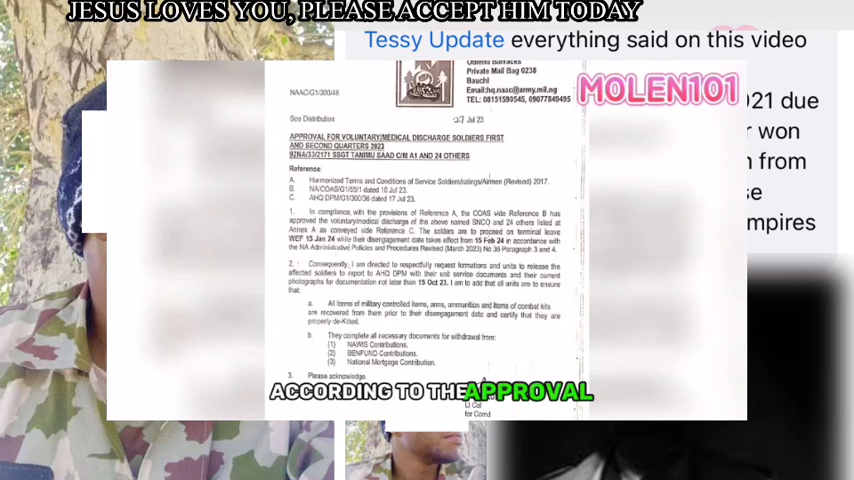 JESUS LOVES YOU, PLEASE ACCEPT HIM TODAY
Tessy Update everything said on this video
021 due
r won
from
se
mpires
MOLEN101
Private Mail Bag 0238
Bauchi
Email:hq.naac@army.mil.ng
TEL: 08151590545, 09077849495
NAAC/G1/300/48
See Distribution
Jul 23
APPROVAL FOR VOLUNTARY/MEDICAL DISCHARGE SOLDIERS FIRST
AND SECOND QUARTERS 2023
92NA/33/2171 SSGT TANIMU SAAD C/M A1 AND 24 OTHERS
Reference:
A. Harmonized Terms and Conditions of Service Soldiers/ratings/Airmen (Revised) 2017.
B. NA/COAS/G1/55/1 dated 10 Jul 23.
C. AHQ DPM/G1/300/36 dated 17 Jul 23.
1. In compliance, with the provisions of Reference A, the COAS vide Reference B has
approved the voluntary/medical discharge of the above named SNCO and 24 others listed at
Annex A as conveyed vide Reference C. The solders are to proceed on terminal leave
WEF 15 Jan 24 while their disengagement date takes effect from 15 Feb 24 in accordance with
the NA Administrative Policies and Procedures Revised (March 2023) No 36 Paragraph 3 and 4.
2. Consequently, I am directed to respectfully request formations and units to release the
affected soldiers to report to AHQ DPM with their unit service documents and their current
photographs for documentation not later than 15 Oct 23. I am to add that all units are to ensure
that.
a. All forms of military controlled items, arms, ammunition and items of combat kits
are recovered from them prior to their disengagement date and certify that they are
properly de-Kitted.
b. They complete all necessary documents for withdrawal from:
(1) NAWIS Contributions.
(2) BENFUND Contributions.
(3) National Mortgage Contribution.
3. Please acknowledge.
ACCORDING TO THE APPROVAL
Lt Col
for Comd